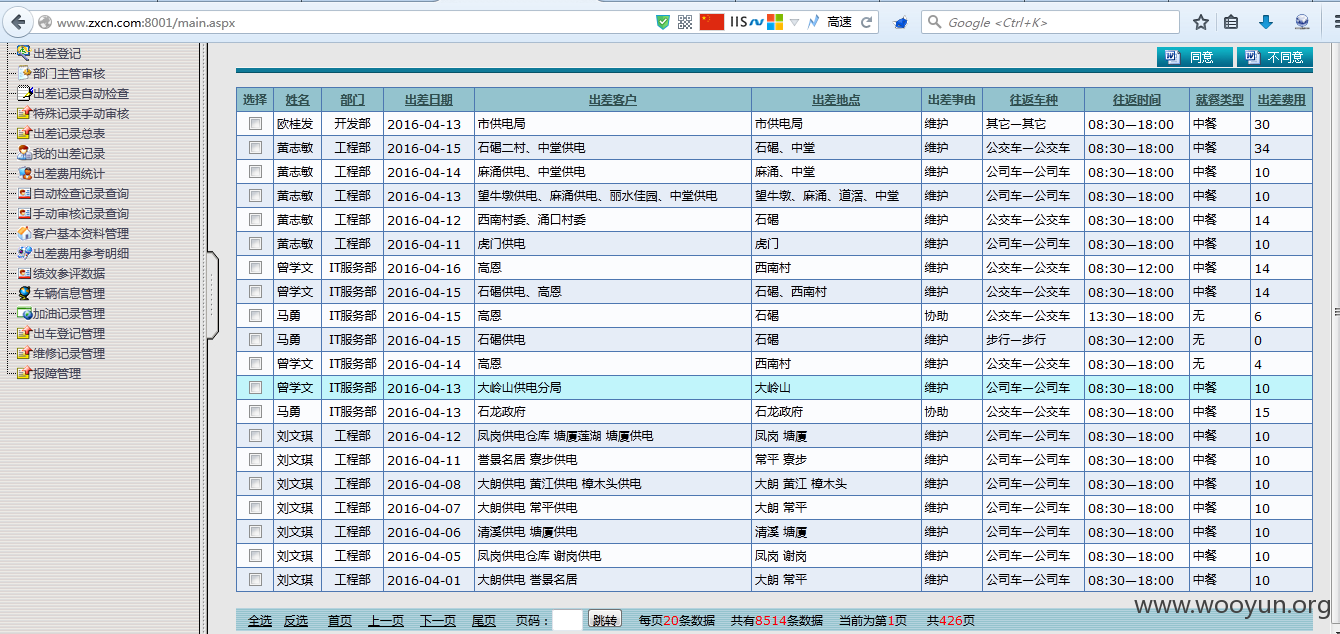 www.zxcn.com:8001/main.aspx IIS 高速 Google <Ctrl+K>
出差登记
部门主管审核
出差记录自动检查
特殊记录手动审核
出差记录总表
我的出差记录
出差费用统计
自动检查记录查询
手动审核记录查询
客户基本资料管理
出差费用参考明细
绩效参评数据
车辆信息管理
加油记录管理
出车登记管理
维修记录管理
报障管理
同意 不同意
选择 姓名 部门 出差日期 出差客户 出差地点 出差事由 往返车种 往返时间 就餐类型 出差费用
欧桂发 开发部 2016-04-13 市供电局 市供电局 维护 其它—其它 08:30—18:00 中餐 30
黄志敏 工程部 2016-04-15 石碣二村、中堂供电 石碣、中堂 维护 公交车—公交车 08:30—18:00 中餐 34
黄志敏 工程部 2016-04-14 麻涌供电、中堂供电 麻涌、中堂 维护 公司车—公司车 08:30—18:00 中餐 10
黄志敏 工程部 2016-04-13 望牛墩供电、麻涌供电、丽水佳园、中堂供电 望牛墩、麻涌、道滘、中堂 维护 公司车—公司车 08:30—18:00 中餐 10
黄志敏 工程部 2016-04-12 西南村委、涌口村委 石碣 维护 公交车—公交车 08:30—18:00 中餐 14
黄志敏 工程部 2016-04-11 虎门供电 虎门 维护 公司车—公司车 08:30—18:00 中餐 10
曾学文 IT服务部 2016-04-16 高恩 西南村 维护 公交车—公交车 08:30—12:00 中餐 14
曾学文 IT服务部 2016-04-15 石碣供电、高恩 石碣、西南村 维护 公交车—公交车 08:30—18:00 中餐 14
马勇 IT服务部 2016-04-15 高恩 石碣 协助 公交车—公交车 13:30—18:00 无 6
马勇 IT服务部 2016-04-15 石碣供电 石碣 维护 步行—步行 08:30—12:00 无 0
曾学文 IT服务部 2016-04-14 高恩 西南村 维护 公交车—公交车 08:30—18:00 无 4
曾学文 IT服务部 2016-04-13 大岭山供电分局 大岭山 维护 公司车—公司车 08:30—18:00 中餐 10
马勇 IT服务部 2016-04-13 石龙政府 石龙政府 协助 公交车—公交车 08:30—18:00 中餐 15
刘文琪 工程部 2016-04-12 凤岗供电仓库 塘厦莲湖 塘厦供电 凤岗 塘厦 维护 公司车—公司车 08:30—18:00 中餐 10
刘文琪 工程部 2016-04-11 誉景名居 寮步供电 常平 寮步 维护 公司车—公司车 08:30—18:00 中餐 10
刘文琪 工程部 2016-04-08 大朗供电 黄江供电 樟木头供电 大朗 黄江 樟木头 维护 公司车—公司车 08:30—18:00 中餐 10
刘文琪 工程部 2016-04-07 大朗供电 常平供电 大朗 常平 维护 公司车—公司车 08:30—18:00 中餐 10
刘文琪 工程部 2016-04-06 清溪供电 塘厦供电 清溪 塘厦 维护 公司车—公司车 08:30—18:00 中餐 10
刘文琪 工程部 2016-04-05 凤岗供电仓库 谢岗供电 凤岗 谢岗 维护 公司车—公司车 08:30—18:00 中餐 10
刘文琪 工程部 2016-04-01 大朗供电 誉景名居 大朗 常平 维护 公司车—公司车 08:30—18:00 中餐 10
全选 反选 首页 上一页 下一页 尾页 页码： 跳转 每页20条数据 共有8514条数据 当前为第1页 共426页
www.wooyun.org